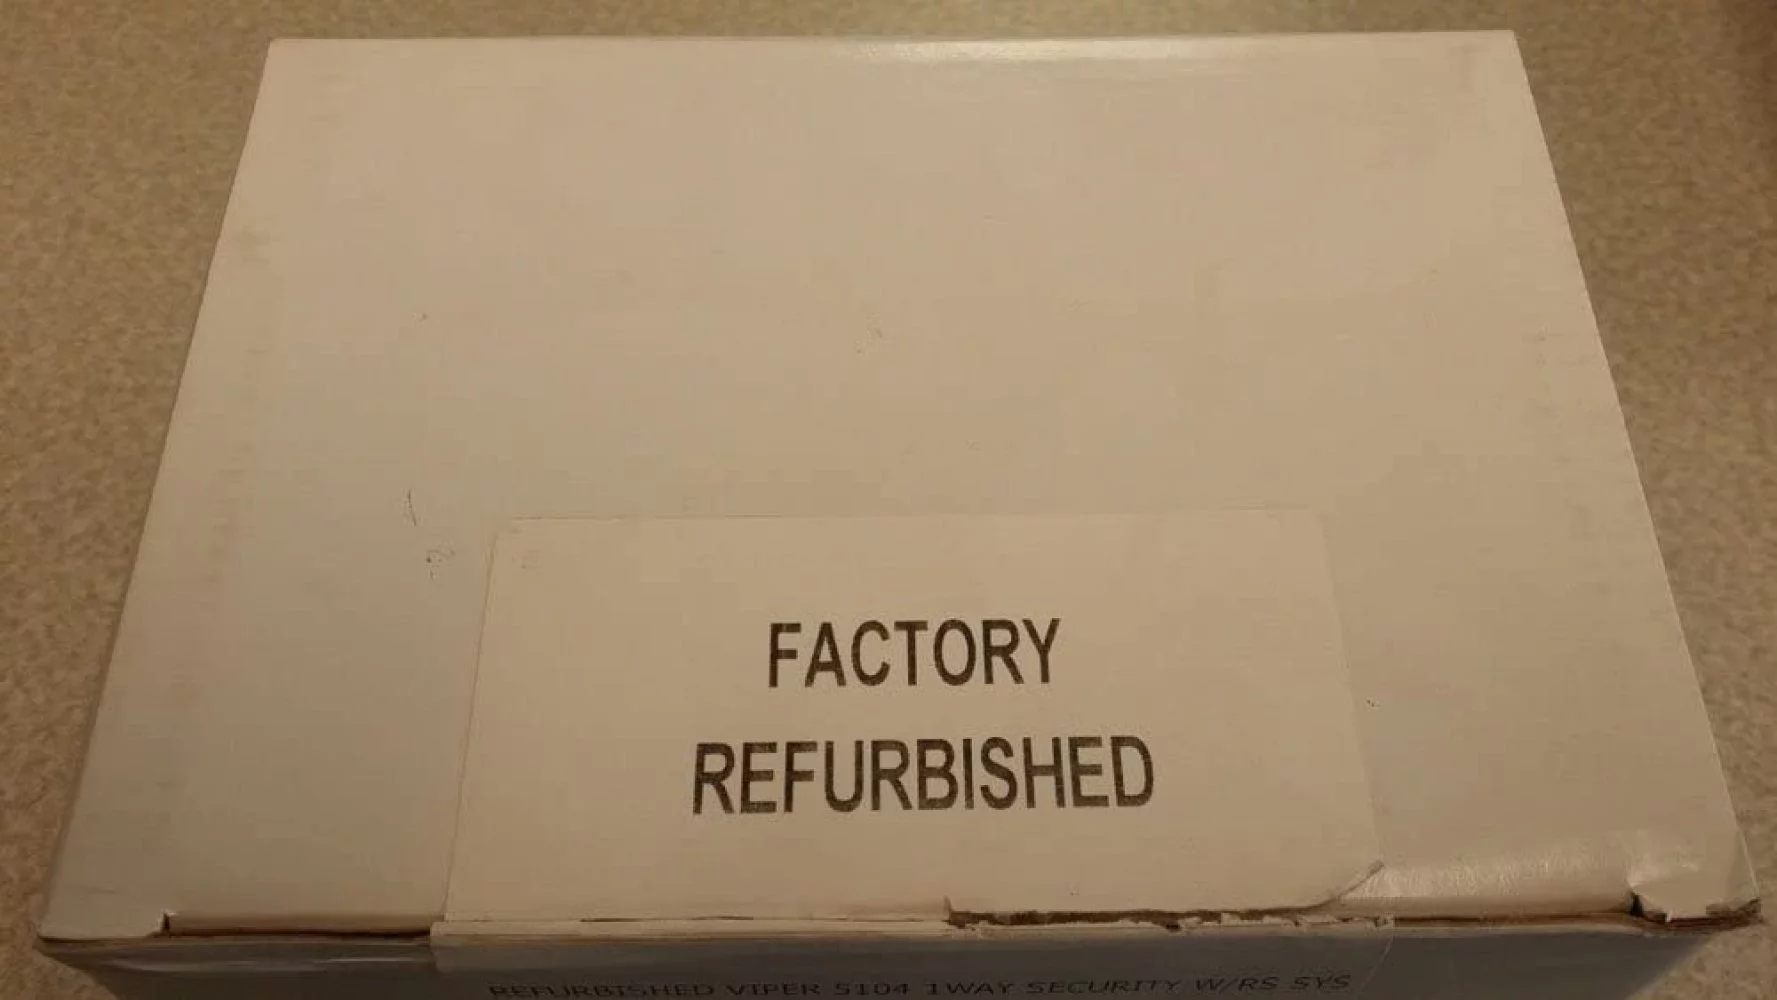 FACTORY
REFURBISHED
REFURBISHED VIPER 5104 1WAY SECURITY W/RS SYS